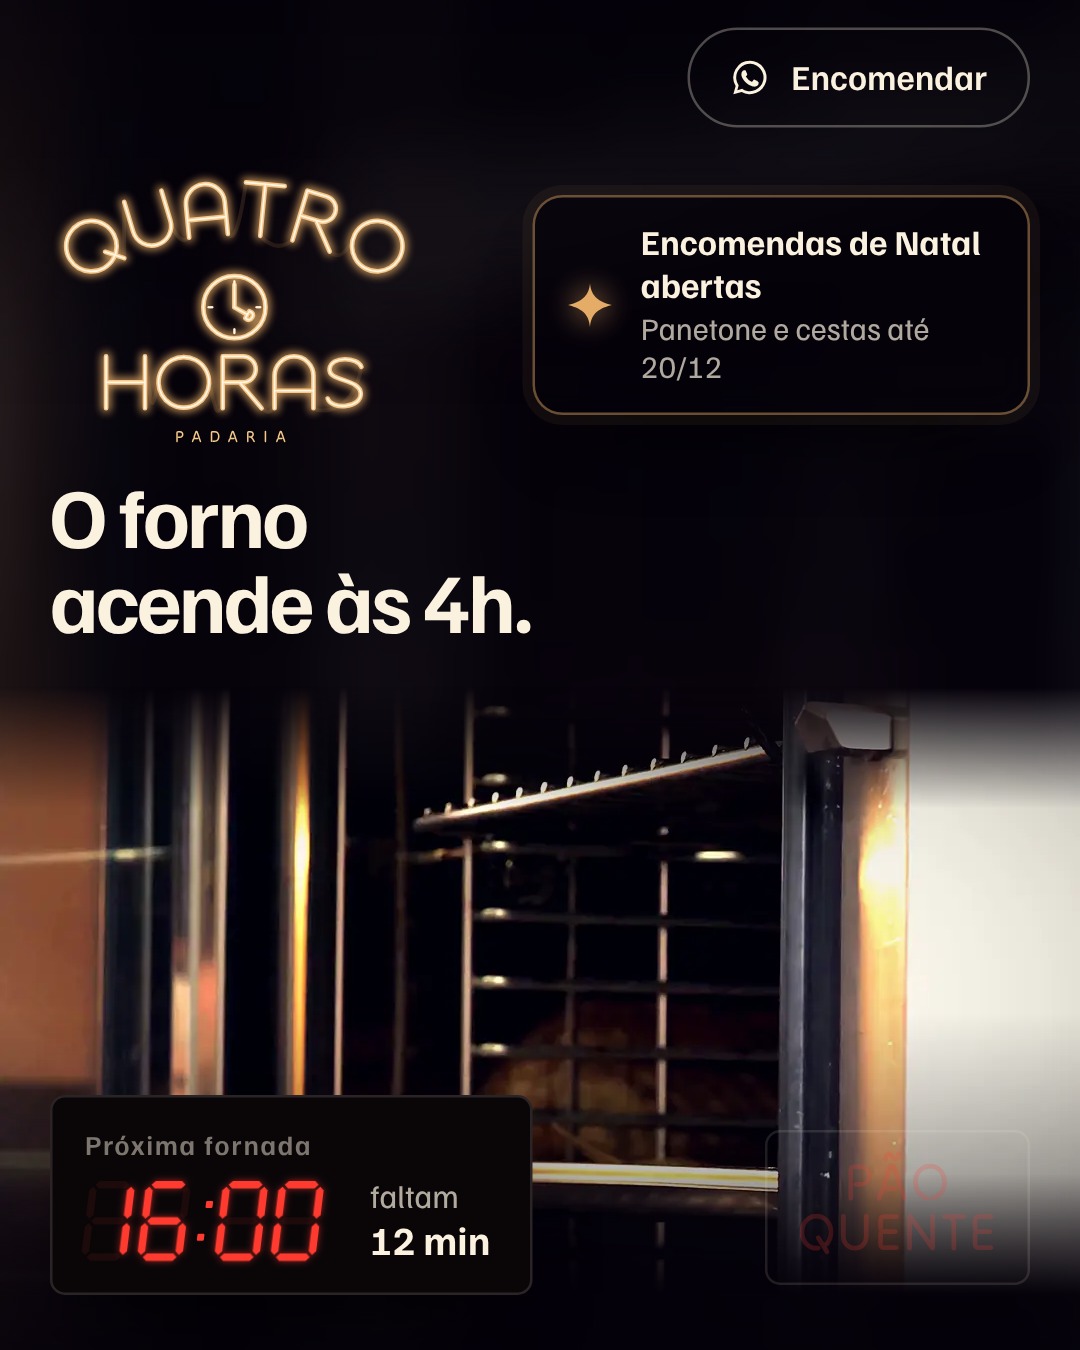 Encomendar
QUATRO
HORAS
PADARIA
Encomendas de Natal
abertas
Panetone e cestas até
20/12
O forno
acende às 4h.
Próxima fornada
16:00
faltam
12 min
PÃO
QUENTE